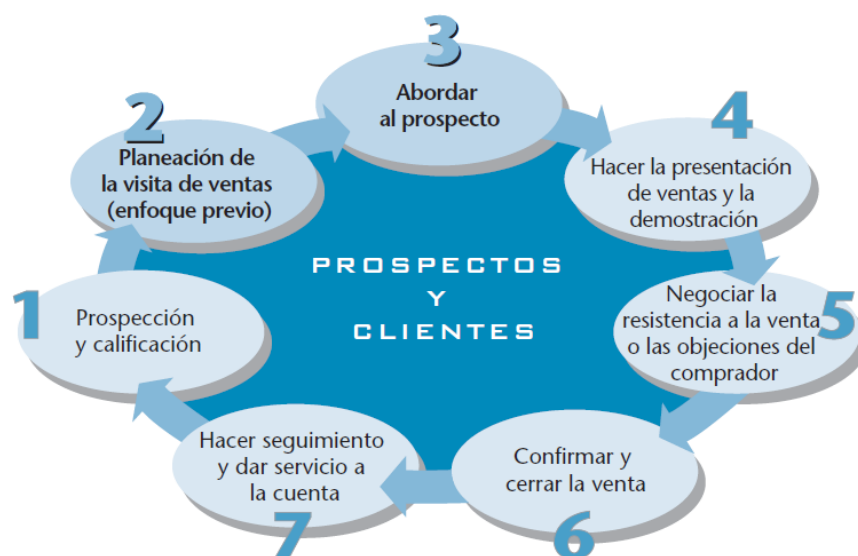 1
Prospección
y calificación
2
Planeación de
la visita de ventas
(enfoque previo)
3
Abordar
al prospecto
4
Hacer la presentación
de ventas y la
demostración
5
Negociar la
resistencia a la venta
o las objeciones del
comprador
6
Confirmar y
cerrar la venta
7
Hacer seguimiento
y dar servicio a
la cuenta
PROSPECTOS
Y
CLIENTES